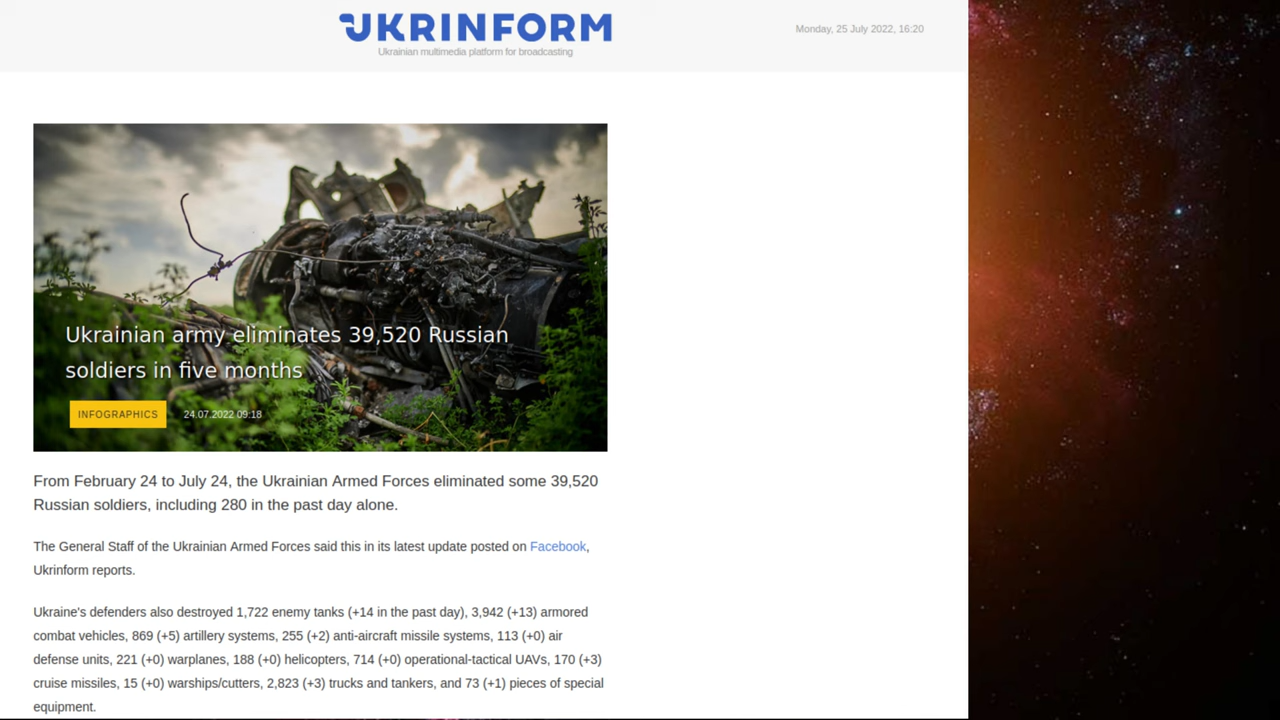 UKRINFORM
Ukrainian multimedia platform for broadcasting
Monday, 25 July 2022, 16:20
Ukrainian army eliminates 39,520 Russian
soldiers in five months
INFOGRAPHICS 24.07.2022 09:18
From February 24 to July 24, the Ukrainian Armed Forces eliminated some 39,520
Russian soldiers, including 280 in the past day alone.
The General Staff of the Ukrainian Armed Forces said this in its latest update posted on Facebook,
Ukrinform reports.
Ukraine's defenders also destroyed 1,722 enemy tanks (+14 in the past day), 3,942 (+13) armored
combat vehicles, 869 (+5) artillery systems, 255 (+2) anti-aircraft missile systems, 113 (+0) air
defense units, 221 (+0) warplanes, 188 (+0) helicopters, 714 (+0) operational-tactical UAVs, 170 (+3)
cruise missiles, 15 (+0) warships/cutters, 2,823 (+3) trucks and tankers, and 73 (+1) pieces of special
equipment.